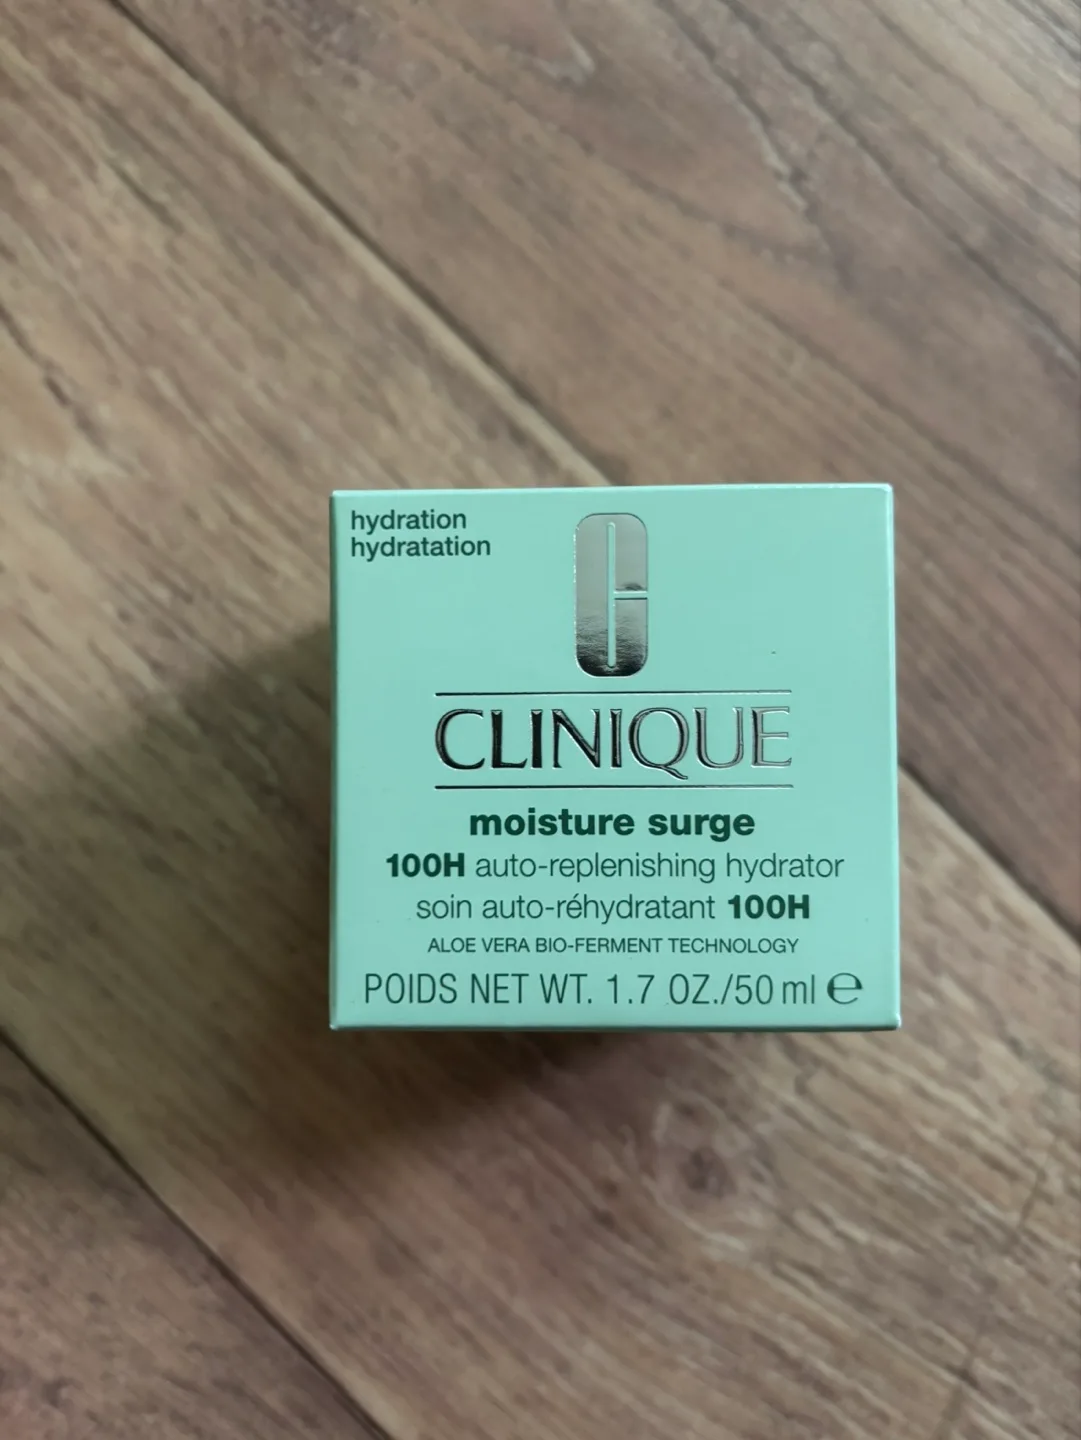 hydration
hydratation
CLINIQUE
moisture surge
100H auto-replenishing hydrator
soin auto-réhydratant 100H
ALOE VERA BIO-FERMENT TECHNOLOGY
POIDS NET WT. 1.7 OZ./50 ml ℮